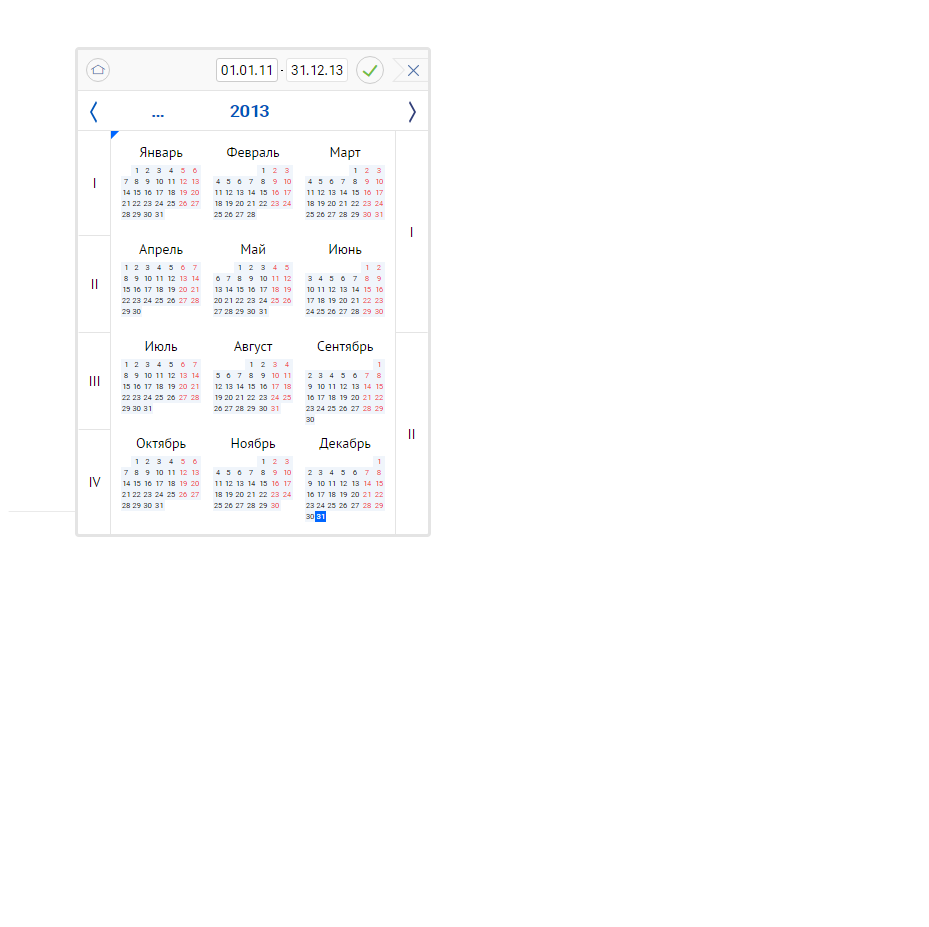 01.01.11 - 31.12.13
... 2013
Январь Февраль Март
1 2 3 4 5 6 1 2 3 1 2 3
7 8 9 10 11 12 13 4 5 6 7 8 9 10 4 5 6 7 8 9 10
I
14 15 16 17 18 19 20 11 12 13 14 15 16 17 11 12 13 14 15 16 17
21 22 23 24 25 26 27 18 19 20 21 22 23 24 18 19 20 21 22 23 24
28 29 30 31 25 26 27 28 25 26 27 28 29 30 31
I
Апрель Май Июнь
1 2 3 4 5 6 7 1 2 3 4 5 1 2
8 9 10 11 12 13 14 6 7 8 9 10 11 12 3 4 5 6 7 8 9
II
15 16 17 18 19 20 21 13 14 15 16 17 18 19 10 11 12 13 14 15 16
22 23 24 25 26 27 28 20 21 22 23 24 25 26 17 18 19 20 21 22 23
29 30 27 28 29 30 31 24 25 26 27 28 29 30
Июль Август Сентябрь
1 2 3 4 5 6 7 1 2 3 4 1
8 9 10 11 12 13 14 5 6 7 8 9 10 11 2 3 4 5 6 7 8
III
15 16 17 18 19 20 21 12 13 14 15 16 17 18 9 10 11 12 13 14 15
22 23 24 25 26 27 28 19 20 21 22 23 24 25 16 17 18 19 20 21 22
29 30 31 26 27 28 29 30 31 23 24 25 26 27 28 29
30
II
Октябрь Ноябрь Декабрь
1 2 3 4 5 6 1 2 3 1
7 8 9 10 11 12 13 4 5 6 7 8 9 10 2 3 4 5 6 7 8
IV
14 15 16 17 18 19 20 11 12 13 14 15 16 17 9 10 11 12 13 14 15
21 22 23 24 25 26 27 18 19 20 21 22 23 24 16 17 18 19 20 21 22
28 29 30 31 25 26 27 28 29 30 23 24 25 26 27 28 29
30 31